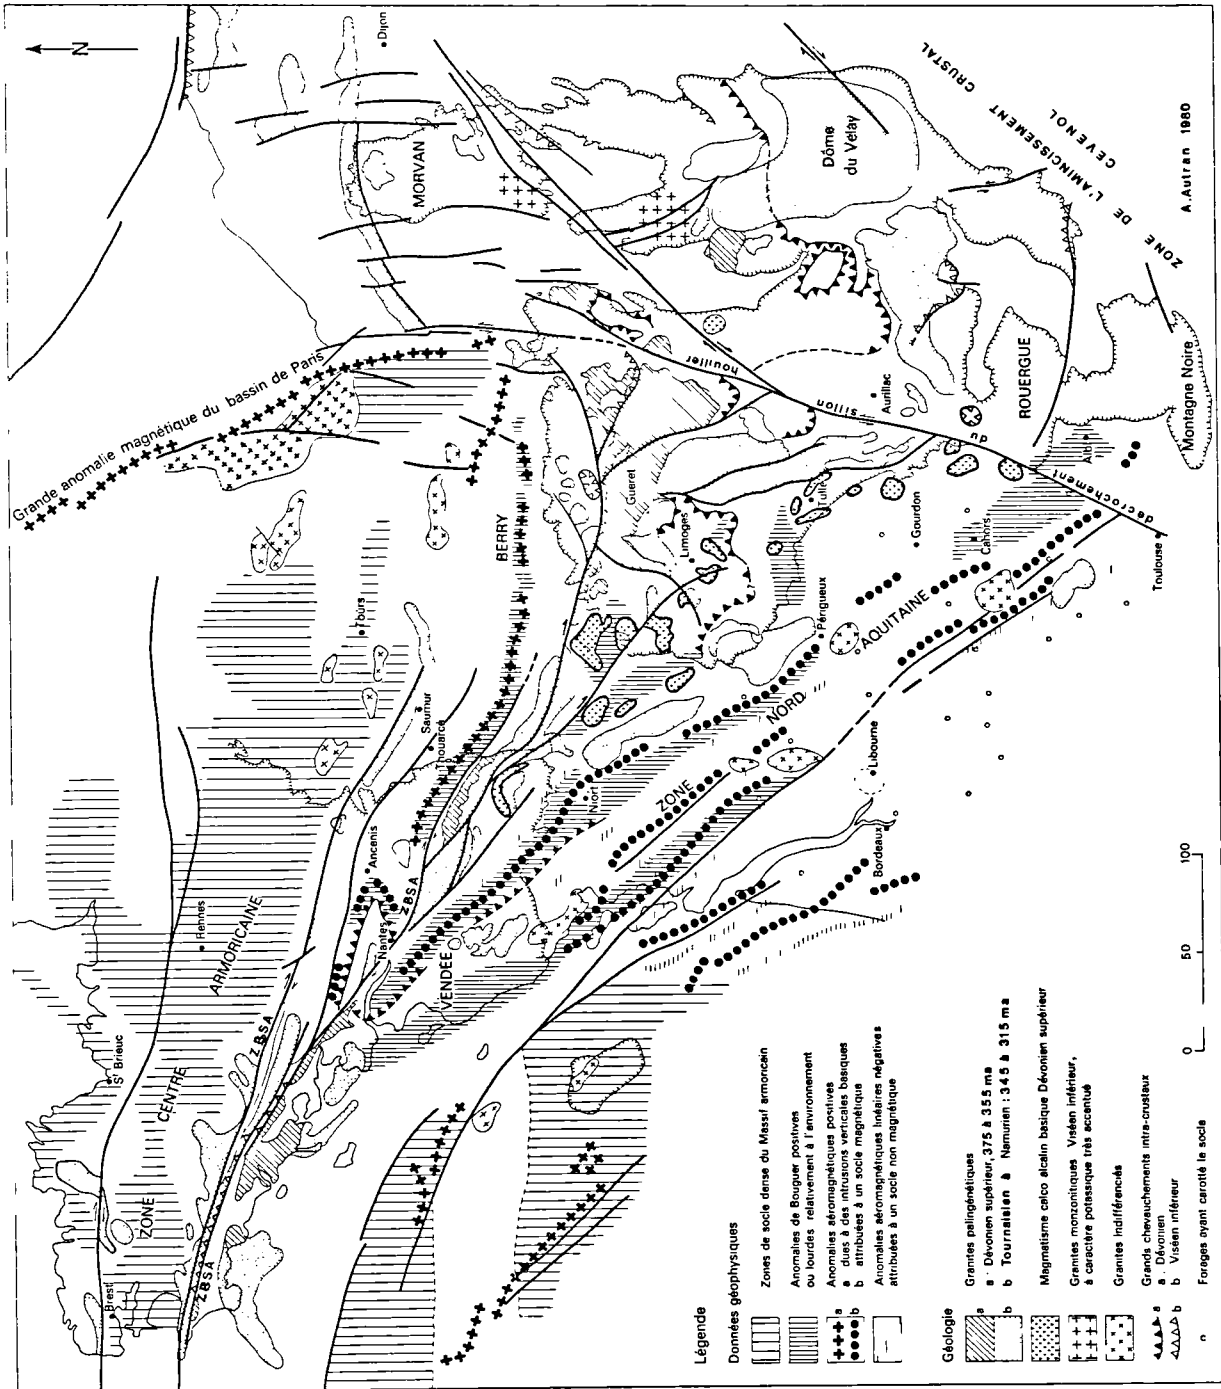 N
Dijon
Grande anomalie magnétique du bassin de Paris
MORVAN
St Brieuc
Brest
Rennes
ZONE
CENTRE
ARMORICAINE
ZBSA
ZBSA
ZBSA
Tours
Saumur
Thouarcé
Ancenis
Nantes
BERRY
VENDÉE
Niort
Gueret
Limoges
Tulle
Périgueux
Gourdon
Cahors
Aurillac
ZONE
NORD
AQUITAINE
Libourne
Bordeaux
Toulouse
Albi
décrochement
du
sillon
houiller
ROUERGUE
Montagne Noire
Dôme
du Velay
ZONE DE L'AMINCISSEMENT CRUSTAL
CEVENOL
A.Autran 1980
0 50 100
Légende
Données géophysiques
Zones de socle dense du Massif armoricain
Anomalies de Bouguer positives
ou lourdes relativement à l'environnement
Anomalies aéromagnétiques positives
a dues à des intrusions verticales basiques
b attribuées à un socle magnétique
a
b
Anomalies aéromagnétiques linéaires négatives
attribuées à un socle non magnétique
Géologie
Granites palingénétiques
a · Dévonien supérieur, 375 à 355 ma
b Tournaisien à Namurien : 345 à 315 ma
a
b
Magmatisme calco alcalin basique Dévonien supérieur
Granites monzonitiques Viséen inférieur,
à caractère potassique très accentué
Granites indifférenciés
Grands chevauchements intra-crustaux
a . Dévonien
b Viséen inférieur
a
b
Forages ayant carotté le socle